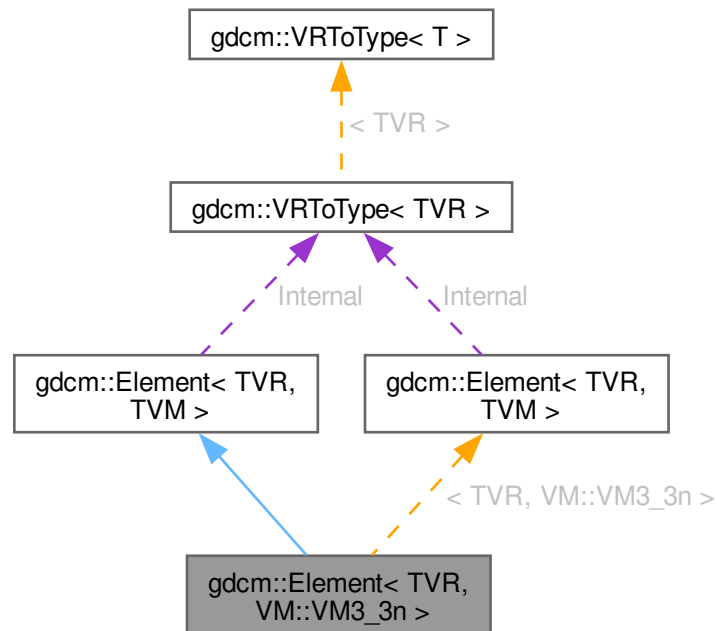 gdcm::VRToType< T >
< TVR >
gdcm::VRToType< TVR >
Internal
Internal
gdcm::Element< TVR,
TVM >
gdcm::Element< TVR,
TVM >
< TVR, VM::VM3_3n >
gdcm::Element< TVR,
VM::VM3_3n >